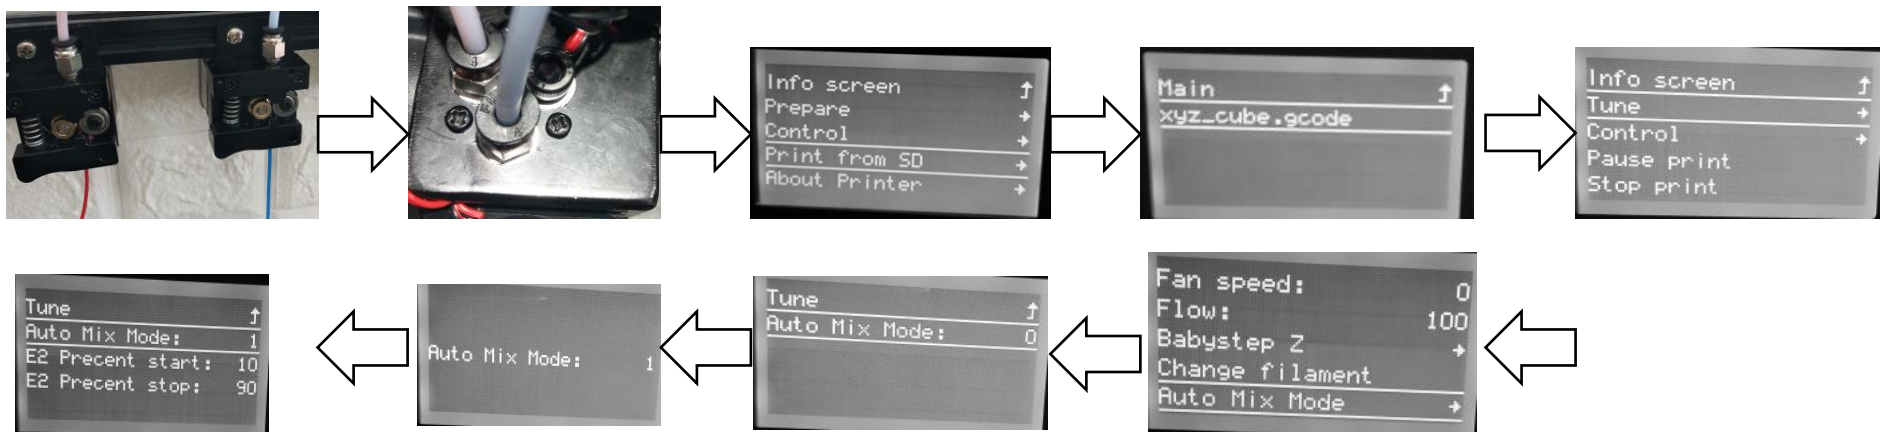 Info screen
Prepare
Control
Print from SD
About Printer
Main
xyz_cube.gcode
Info screen
Tune
Control
Pause print
Stop print
Tune
Auto Mix Mode: 1
E2 Precent start: 10
E2 Precent stop: 90
Auto Mix Mode: 1
Tune
Auto Mix Mode: 0
Fan speed: 0
Flow: 100
Babystep Z
Change filament
Auto Mix Mode